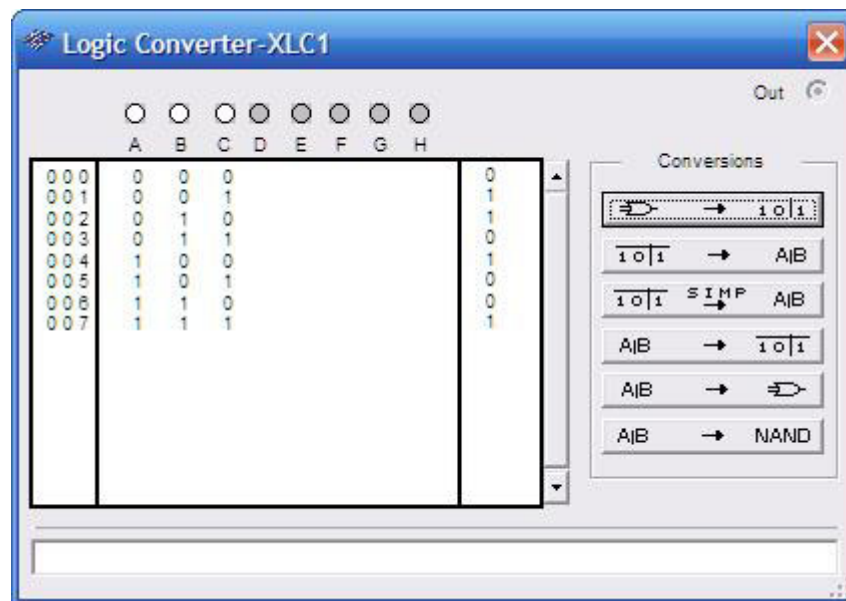 Logic Converter-XLC1
Out
A B C D E F G H
000 0 0 0 0
001 0 0 1 1
002 0 1 0 1
003 0 1 1 0
004 1 0 0 1
005 1 0 1 0
006 1 1 0 0
007 1 1 1 1
Conversions
→ 1 0|1
1 0|1 → A|B
1 0|1 SIMP → A|B
A|B → 1 0|1
A|B →
A|B → NAND